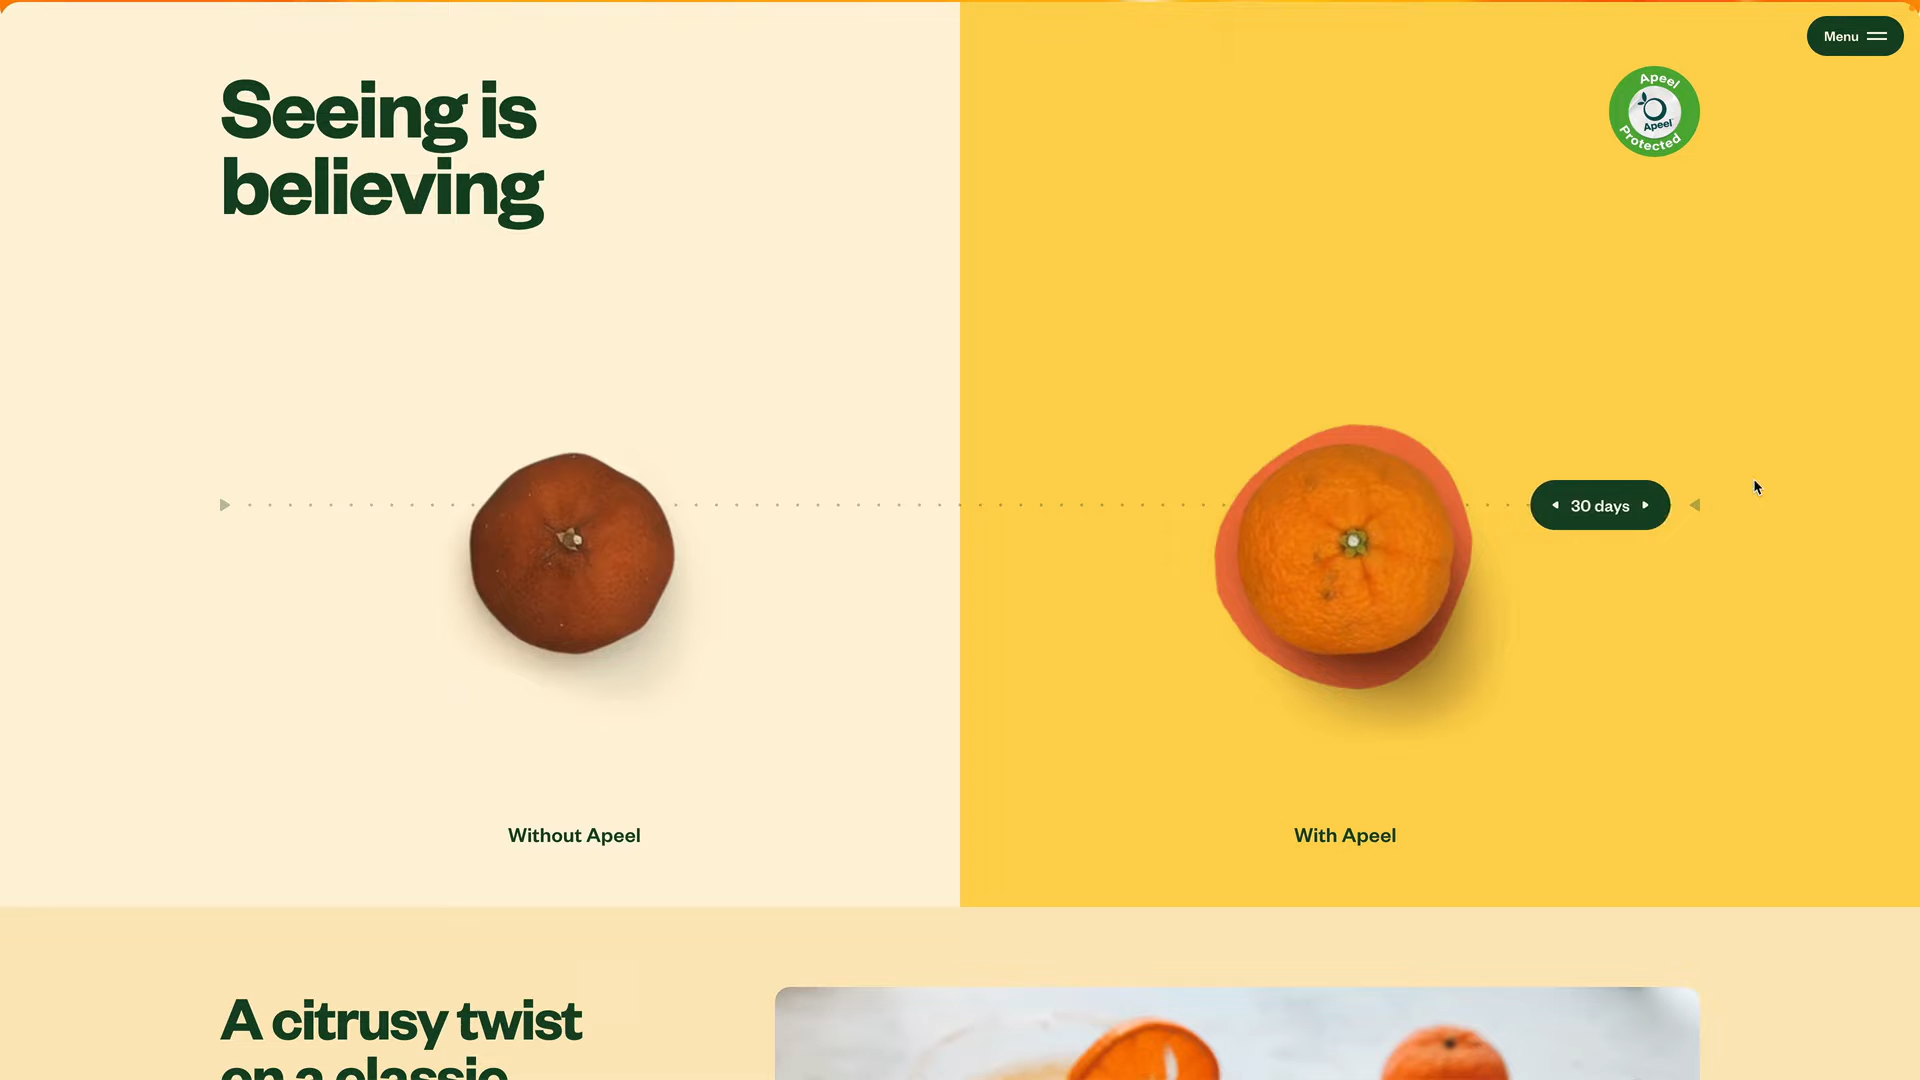 Menu
Seeing is
believing
Apeel
Apeel
Protected
30 days
Without Apeel
With Apeel
A citrusy twist
on a classic